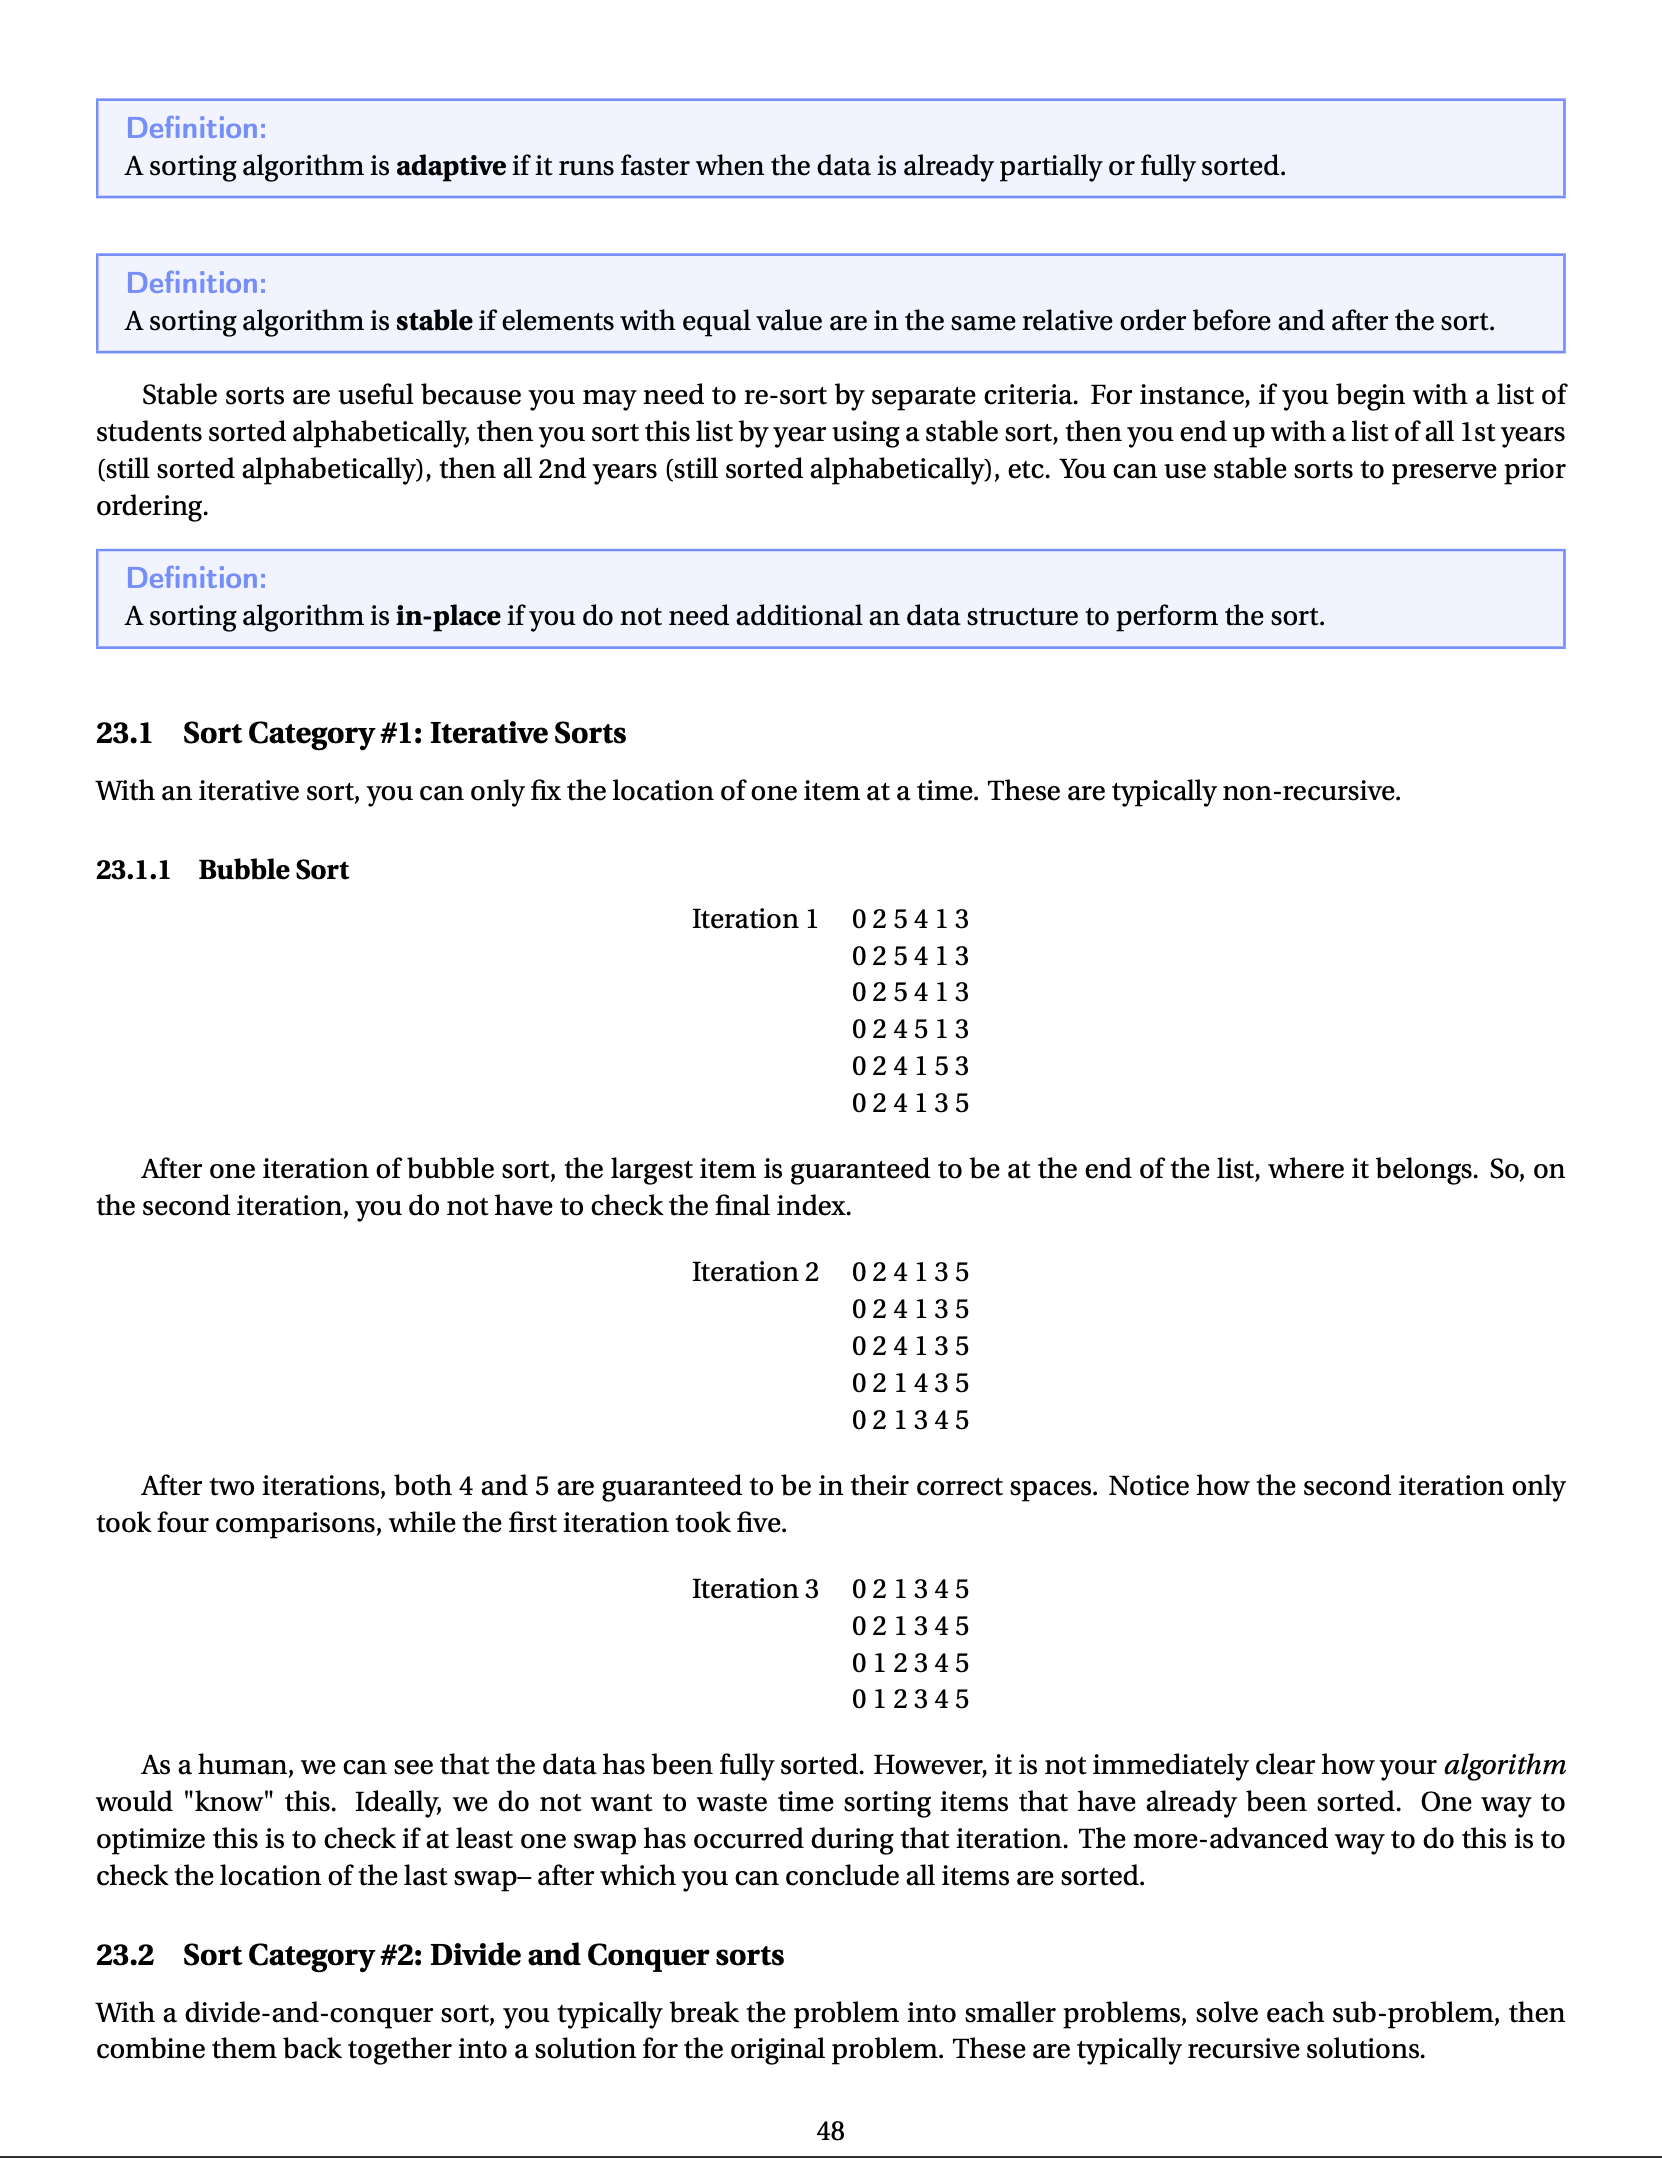 Definition:
A sorting algorithm is adaptive if it runs faster when the data is already partially or fully sorted.
Definition:
A sorting algorithm is stable if elements with equal value are in the same relative order before and after the sort.
Stable sorts are useful because you may need to re-sort by separate criteria. For instance, if you begin with a list of
students sorted alphabetically, then you sort this list by year using a stable sort, then you end up with a list of all 1st years
(still sorted alphabetically), then all 2nd years (still sorted alphabetically), etc. You can use stable sorts to preserve prior
ordering.
Definition:
A sorting algorithm is in-place if you do not need additional an data structure to perform the sort.
23.1 Sort Category #1: Iterative Sorts
With an iterative sort, you can only fix the location of one item at a time. These are typically non-recursive.
23.1.1 Bubble Sort
Iteration 1 0 2 5 4 1 3
0 2 5 4 1 3
0 2 5 4 1 3
0 2 4 5 1 3
0 2 4 1 5 3
0 2 4 1 3 5
After one iteration of bubble sort, the largest item is guaranteed to be at the end of the list, where it belongs. So, on
the second iteration, you do not have to check the final index.
Iteration 2 0 2 4 1 3 5
0 2 4 1 3 5
0 2 4 1 3 5
0 2 1 4 3 5
0 2 1 3 4 5
After two iterations, both 4 and 5 are guaranteed to be in their correct spaces. Notice how the second iteration only
took four comparisons, while the first iteration took five.
Iteration 3 0 2 1 3 4 5
0 2 1 3 4 5
0 1 2 3 4 5
0 1 2 3 4 5
As a human, we can see that the data has been fully sorted. However, it is not immediately clear how your algorithm
would "know" this. Ideally, we do not want to waste time sorting items that have already been sorted. One way to
optimize this is to check if at least one swap has occurred during that iteration. The more-advanced way to do this is to
check the location of the last swap– after which you can conclude all items are sorted.
23.2 Sort Category #2: Divide and Conquer sorts
With a divide-and-conquer sort, you typically break the problem into smaller problems, solve each sub-problem, then
combine them back together into a solution for the original problem. These are typically recursive solutions.
48